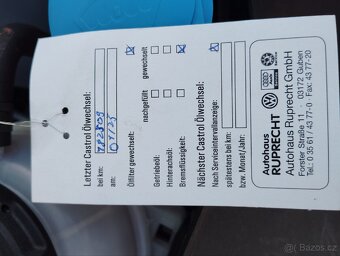 Letzter Castrol Ölwechsel:
bei km:
am: 01/25
Ölfilter gewechselt:
gewechselt
nachgefüllt
Getriebeöl:
Hinterachsöl:
Bremsflüssigkeit:
Nächster Castrol Ölwechsel:
Nach Serviceintervallanzeige:
spätestens bei km:
bzw. Monat/Jahr:
Autohaus
RUPRECHT
Autohaus Ruprecht GmbH
Forster Straße 11 · 03172 Guben
Tel.: 0 35 61 / 43 77-0 · Fax 43 77-20